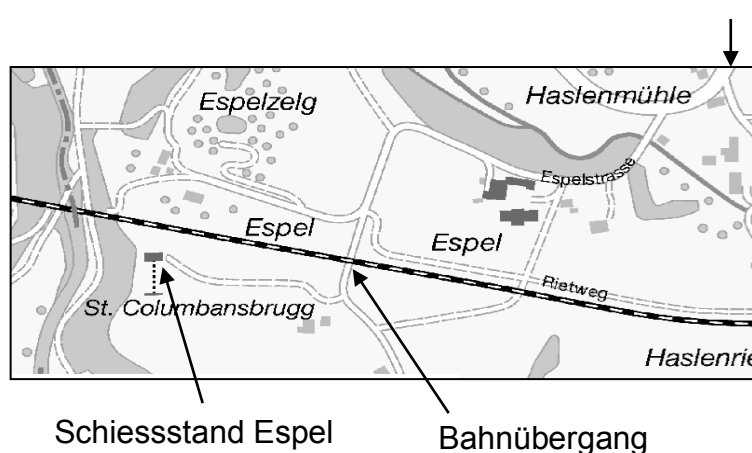 Espelzelg
Haslenmühle
Espelstrasse
Espel
Espel
Rietweg
St. Columbansbrugg
Haslenrie
Schiessstand Espel
Bahnübergang